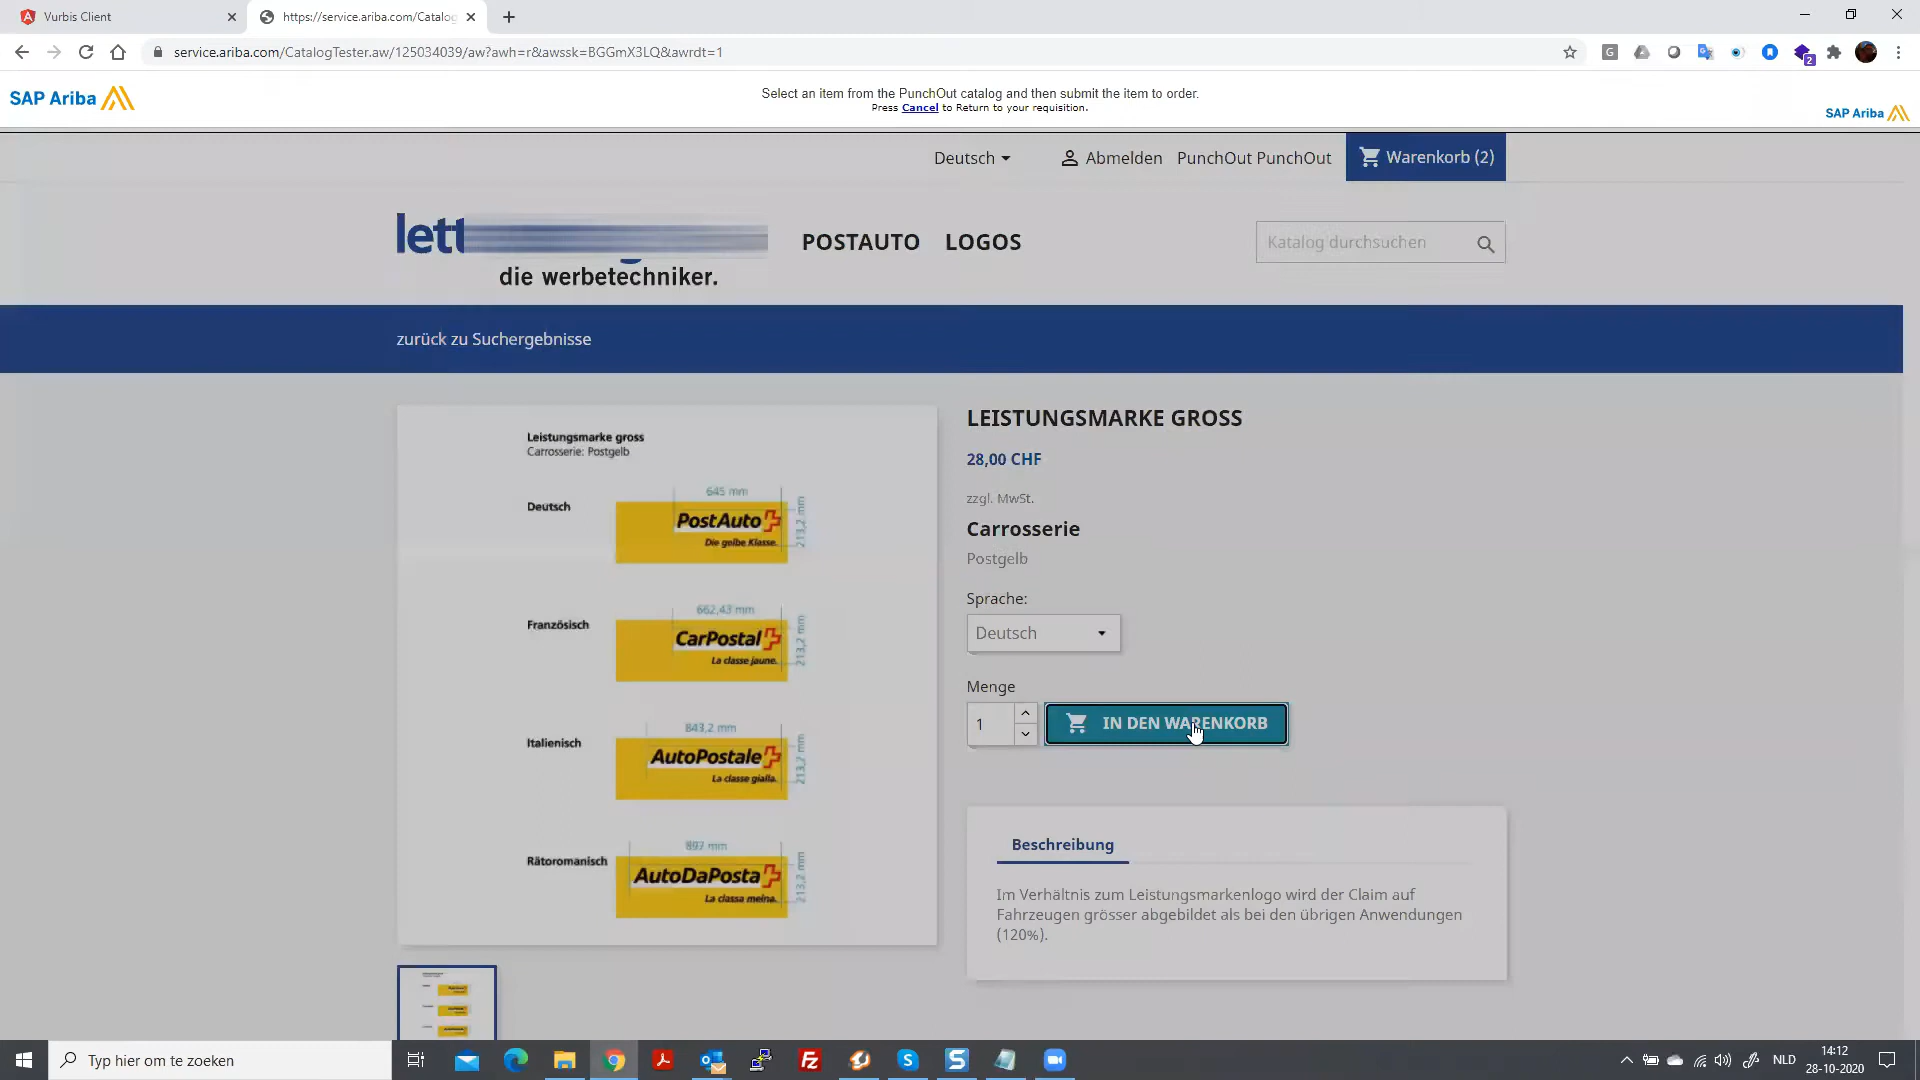 Vurbis Client
https://service.ariba.com/Catalog
service.ariba.com/CatalogTester.aw/125034039/aw?awh=r&awssk=BGGmX3LQ&awrdt=1
2
SAP Ariba
Select an item from the PunchOut catalog and then submit the item to order.
Press Cancel to Return to your requisition.
SAP Ariba
Deutsch
Abmelden
PunchOut PunchOut
Warenkorb (2)
die werbetechniker.
POSTAUTO
LOGOS
Katalog durchsuchen
zurück zu Suchergebnisse
Leistungsmarke gross
Carrosserie: Postgelb
Deutsch
645 mm
PostAuto
Die gelbe Klasse.
213,2 mm
Französisch
662,43 mm
CarPostal
La classe jaune.
213,2 mm
Italienisch
843,2 mm
AutoPostale
La classe gialla.
213,2 mm
Rätoromanisch
897 mm
AutoDaPosta
La classa melna.
213,2 mm
LEISTUNGSMARKE GROSS
28,00 CHF
zzgl. MwSt.
Carrosserie
Postgelb
Sprache:
Deutsch
Menge
1
IN DEN WARENKORB
Beschreibung
Im Verhältnis zum Leistungsmarkenlogo wird der Claim auf
Fahrzeugen grösser abgebildet als bei den übrigen Anwendungen
(120%).
Typ hier om te zoeken
NLD
14:12
28-10-2020